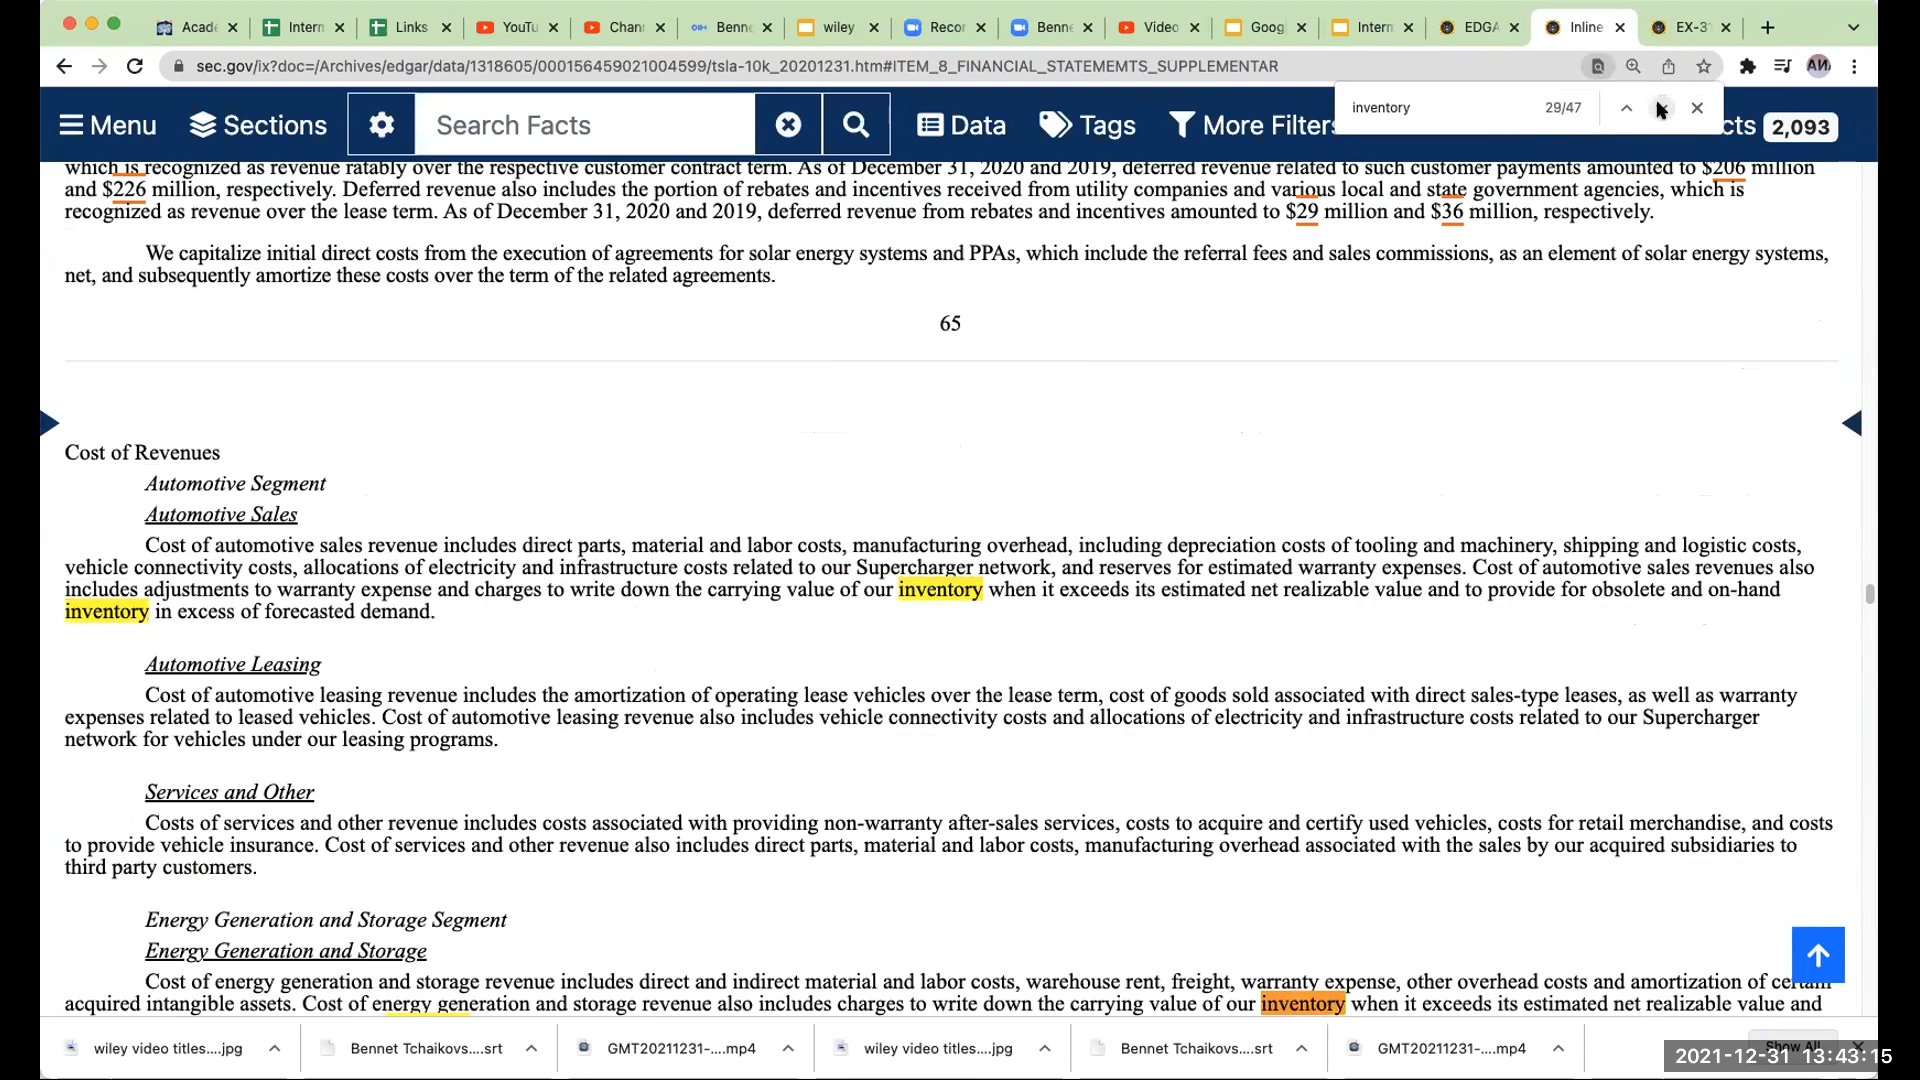 Acade
Intern
Links
YouTu
Chann
Benne
wiley
Recor
Benne
Video
Goog
Intern
EDGA
Inline
EX-31
sec.gov/ix?doc=/Archives/edgar/data/1318605/000156459021004599/tsla-10k_20201231.htm#ITEM_8_FINANCIAL_STATEMEMTS_SUPPLEMENTAR
inventory 29/47
Menu Sections Search Facts Data Tags More Filters cts 2,093
which is recognized as revenue ratably over the respective customer contract term. As of December 31, 2020 and 2019, deferred revenue related to such customer payments amounted to $206 million
and $226 million, respectively. Deferred revenue also includes the portion of rebates and incentives received from utility companies and various local and state government agencies, which is
recognized as revenue over the lease term. As of December 31, 2020 and 2019, deferred revenue from rebates and incentives amounted to $29 million and $36 million, respectively.
We capitalize initial direct costs from the execution of agreements for solar energy systems and PPAs, which include the referral fees and sales commissions, as an element of solar energy systems,
net, and subsequently amortize these costs over the term of the related agreements.
65
Cost of Revenues
Automotive Segment
Automotive Sales
Cost of automotive sales revenue includes direct parts, material and labor costs, manufacturing overhead, including depreciation costs of tooling and machinery, shipping and logistic costs,
vehicle connectivity costs, allocations of electricity and infrastructure costs related to our Supercharger network, and reserves for estimated warranty expenses. Cost of automotive sales revenues also
includes adjustments to warranty expense and charges to write down the carrying value of our inventory when it exceeds its estimated net realizable value and to provide for obsolete and on-hand
inventory in excess of forecasted demand.
Automotive Leasing
Cost of automotive leasing revenue includes the amortization of operating lease vehicles over the lease term, cost of goods sold associated with direct sales-type leases, as well as warranty
expenses related to leased vehicles. Cost of automotive leasing revenue also includes vehicle connectivity costs and allocations of electricity and infrastructure costs related to our Supercharger
network for vehicles under our leasing programs.
Services and Other
Costs of services and other revenue includes costs associated with providing non-warranty after-sales services, costs to acquire and certify used vehicles, costs for retail merchandise, and costs
to provide vehicle insurance. Cost of services and other revenue also includes direct parts, material and labor costs, manufacturing overhead associated with the sales by our acquired subsidiaries to
third party customers.
Energy Generation and Storage Segment
Energy Generation and Storage
Cost of energy generation and storage revenue includes direct and indirect material and labor costs, warehouse rent, freight, warranty expense, other overhead costs and amortization of certain
acquired intangible assets. Cost of energy generation and storage revenue also includes charges to write down the carrying value of our inventory when it exceeds its estimated net realizable value and
wiley video titles....jpg
Bennet Tchaikovs....srt
GMT20211231-....mp4
wiley video titles....jpg
Bennet Tchaikovs....srt
GMT20211231-....mp4
Show All
2021-12-31 13:43:15